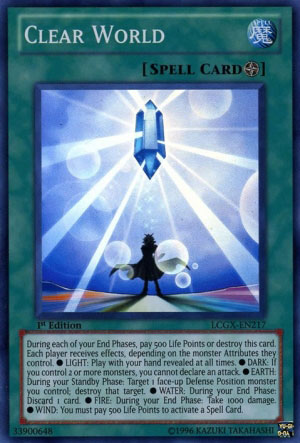 CLEAR WORLD
SPELL
魔
[SPELL CARD]
1st Edition
LCGX-EN217
During each of your End Phases, pay 500 Life Points or destroy this card.
Each player receives effects, depending on the monster Attributes they
control. ● LIGHT: Play with your hand revealed at all times. ● DARK: If
you control 2 or more monsters, you cannot declare an attack. ● EARTH:
During your Standby Phase: Target 1 face-up Defense Position monster
you control; destroy that target. ● WATER: During your End Phase:
Discard 1 card. ● FIRE: During your End Phase: Take 1000 damage.
● WIND: You must pay 500 Life Points to activate a Spell Card.
33900648
©1996 KAZUKI TAKAHASHI